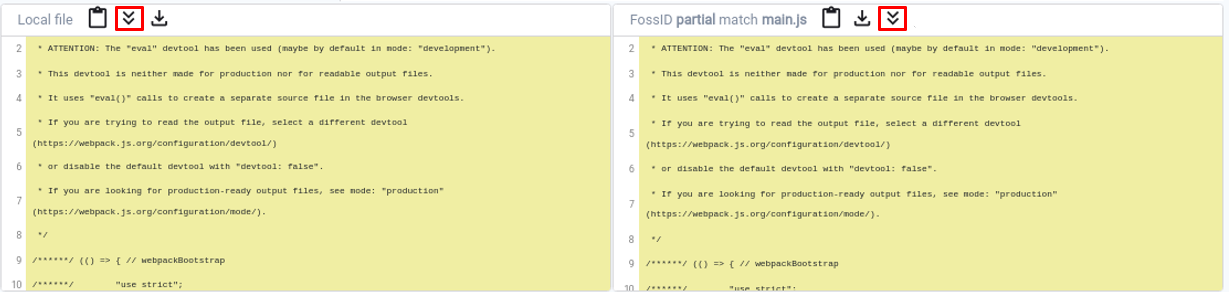 Local file
2 * ATTENTION: The "eval" devtool has been used (maybe by default in mode: "development").
3 * This devtool is neither made for production nor for readable output files.
4 * It uses "eval()" calls to create a separate source file in the browser devtools.
5 * If you are trying to read the output file, select a different devtool
(https://webpack.js.org/configuration/devtool/)
6 * or disable the default devtool with "devtool: false".
7 * If you are looking for production-ready output files, see mode: "production"
(https://webpack.js.org/configuration/mode/).
8 */
9 /******/ (() => { // webpackBootstrap
10 /******/ "use strict";
FossID partial match main.js
2 * ATTENTION: The "eval" devtool has been used (maybe by default in mode: "development").
3 * This devtool is neither made for production nor for readable output files.
4 * It uses "eval()" calls to create a separate source file in the browser devtools.
5 * If you are trying to read the output file, select a different devtool
(https://webpack.js.org/configuration/devtool/)
6 * or disable the default devtool with "devtool: false".
7 * If you are looking for production-ready output files, see mode: "production"
(https://webpack.js.org/configuration/mode/).
8 */
9 /******/ (() => { // webpackBootstrap
10 /******/ "use strict";